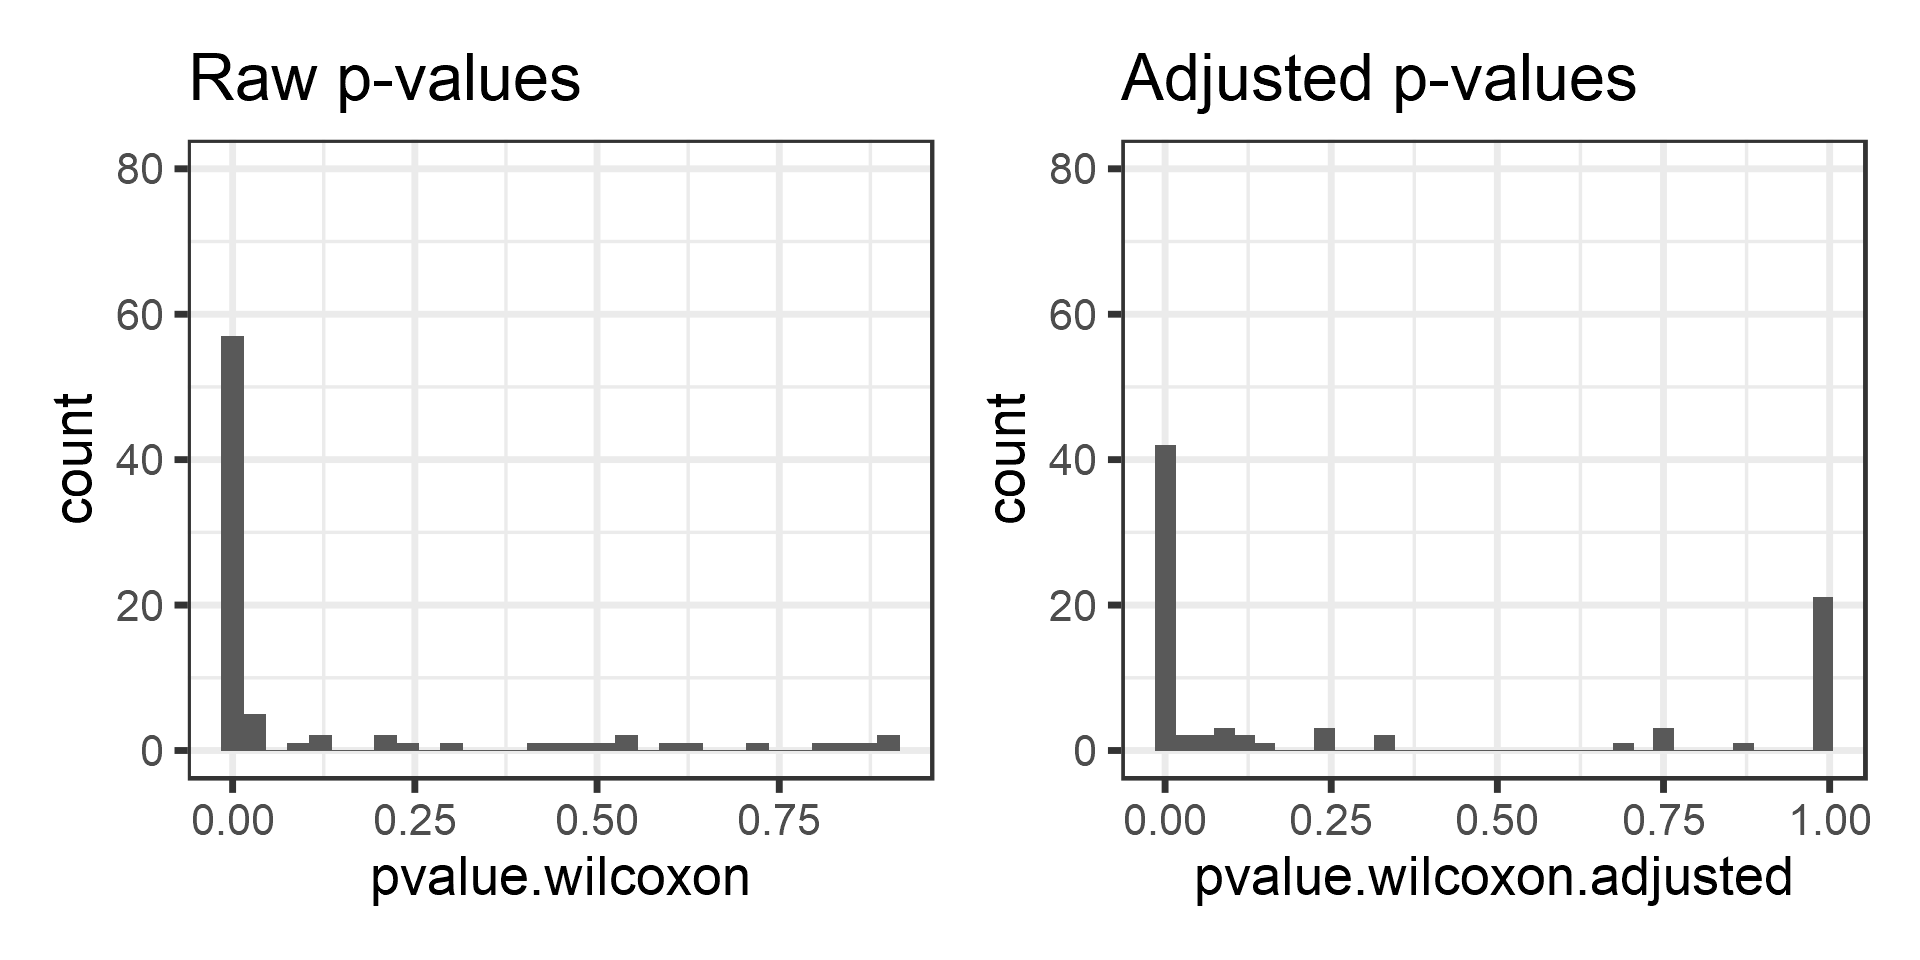 Raw p-values
80
60
40
20
0
count
0.00 0.25 0.50 0.75
pvalue.wilcoxon
Adjusted p-values
80
60
40
20
0
count
0.00 0.25 0.50 0.75 1.00
pvalue.wilcoxon.adjusted